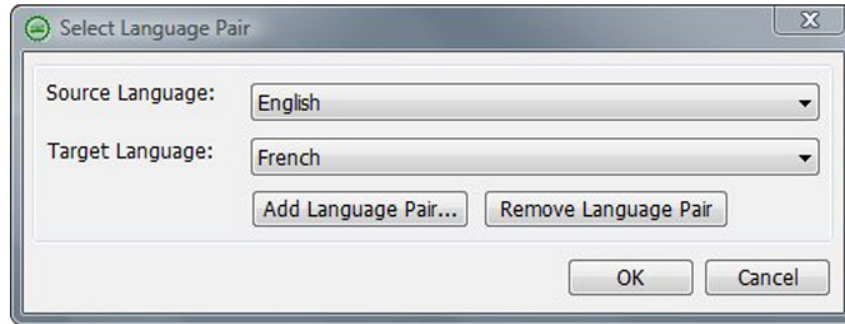 Select Language Pair
Source Language: English
Target Language: French
Add Language Pair... Remove Language Pair
OK Cancel